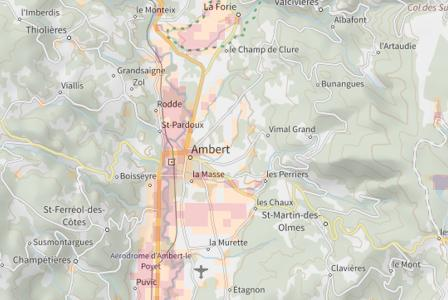 le Monteix
La Forie
Valcivières
l'Imberdis
Tholières
Albafont
Col des Su
le Champ de Clure
l'Artaudie
Grandsaigne
Zol
Viallis
Bunangues
Rodde
St-Pardoux
Vimal Grand
Ambert
Boisseyre
la Masse
les Perriers
les Chaux
St-Ferréol-des-
Côtes
St-Martin-des-
Olmes
les
Susmontargues
la Murette
Champétières
Aérodrome d'Ambert-le-
Poyet
le Mont
Clavières
Puvic
Étagnon